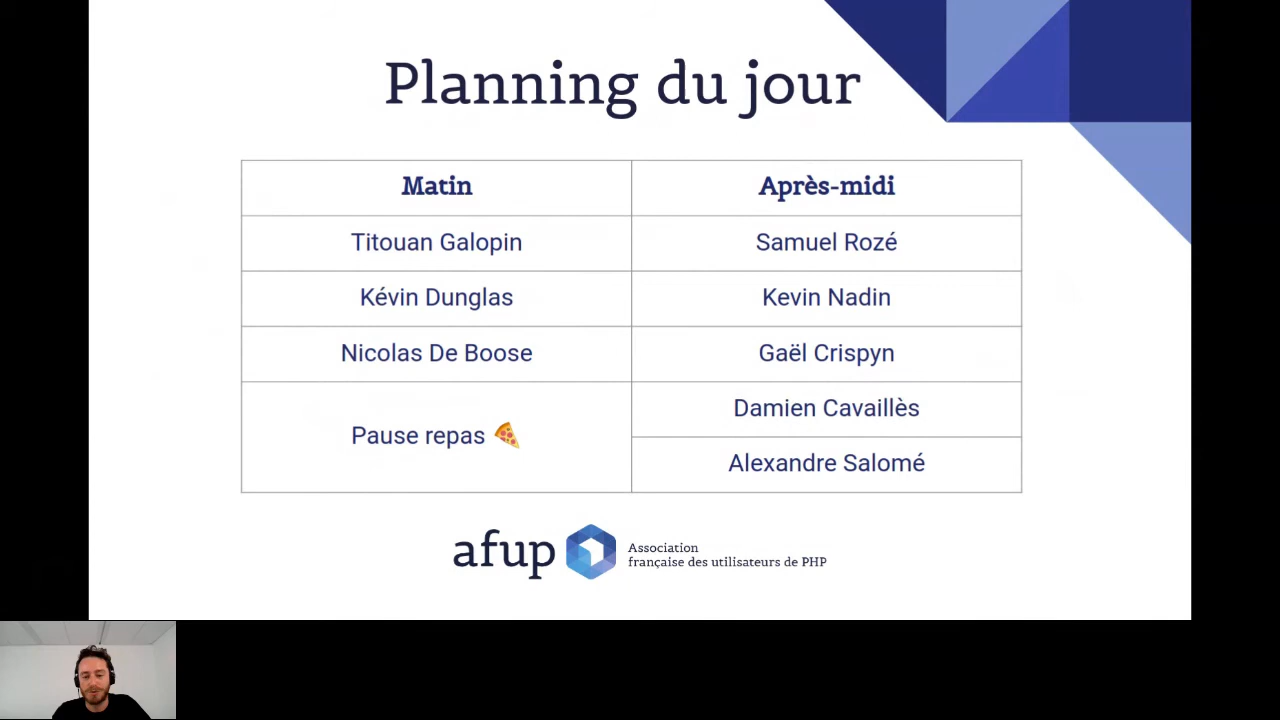 Planning du jour
Matin
Après-midi
Titouan Galopin
Samuel Rozé
Kévin Dunglas
Kevin Nadin
Nicolas De Boose
Gaël Crispyn
Pause repas 🍕
Damien Cavaillès
Alexandre Salomé
afup
Association
française des utilisateurs de PHP